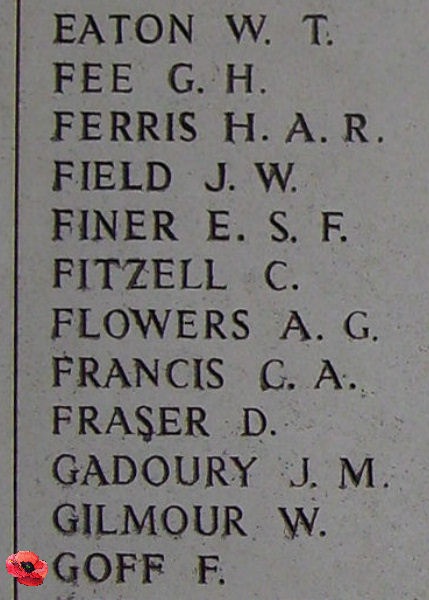 EATON W. T.
FEE G. H.
FERRIS H. A. R.
FIELD J. W.
FINER E. S. F.
FITZELL C.
FLOWERS A. G.
FRANCIS C. A.
FRASER D.
GADOURY J. M.
GILMOUR W.
GOFF F.